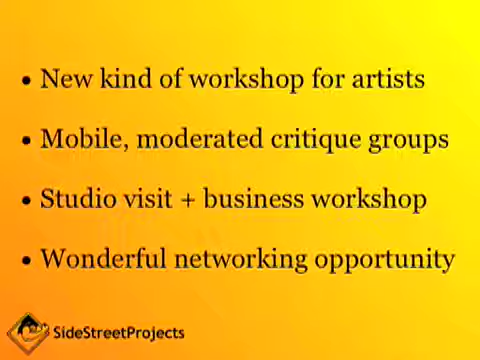 • New kind of workshop for artists
• Mobile, moderated critique groups
• Studio visit + business workshop
• Wonderful networking opportunity
SideStreetProjects